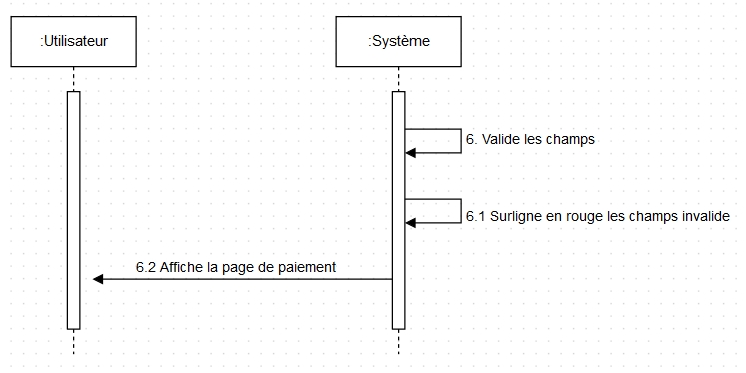 :Utilisateur
:Système
6. Valide les champs
6.1 Surligne en rouge les champs invalide
6.2 Affiche la page de paiement